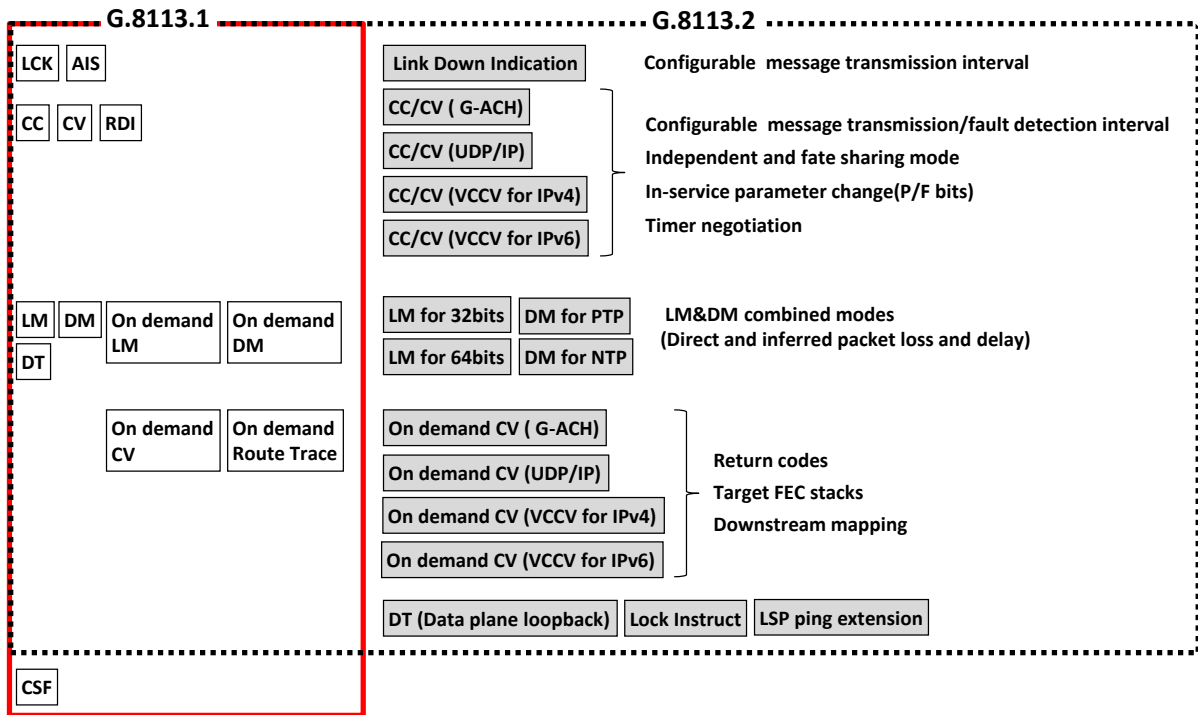 G.8113.1
G.8113.2
LCK AIS
Link Down Indication
Configurable message transmission interval
CC CV RDI
CC/CV ( G-ACH)
CC/CV (UDP/IP)
CC/CV (VCCV for IPv4)
CC/CV (VCCV for IPv6)
Configurable message transmission/fault detection interval
Independent and fate sharing mode
In-service parameter change(P/F bits)
Timer negotiation
LM DM
DT
On demand
LM
On demand
DM
LM for 32bits DM for PTP
LM for 64bits DM for NTP
LM&DM combined modes
(Direct and inferred packet loss and delay)
On demand
CV
On demand
Route Trace
On demand CV ( G-ACH)
On demand CV (UDP/IP)
On demand CV (VCCV for IPv4)
On demand CV (VCCV for IPv6)
Return codes
Target FEC stacks
Downstream mapping
DT (Data plane loopback) Lock Instruct LSP ping extension
CSF